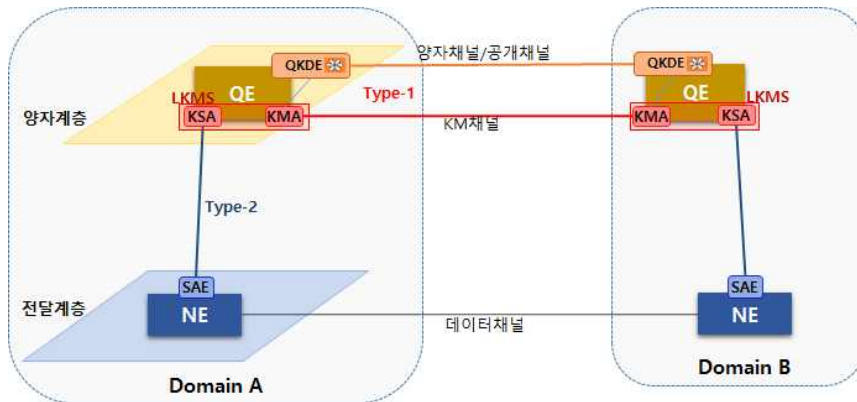 QKDE
양자채널/공개채널
QKDE
QE
QE
LKMS
Type-1
LKMS
KSA
KMA
KMA
KSA
양자계층
KM채널
Type-2
SAE
SAE
전달계층
NE
NE
데이터채널
Domain A
Domain B